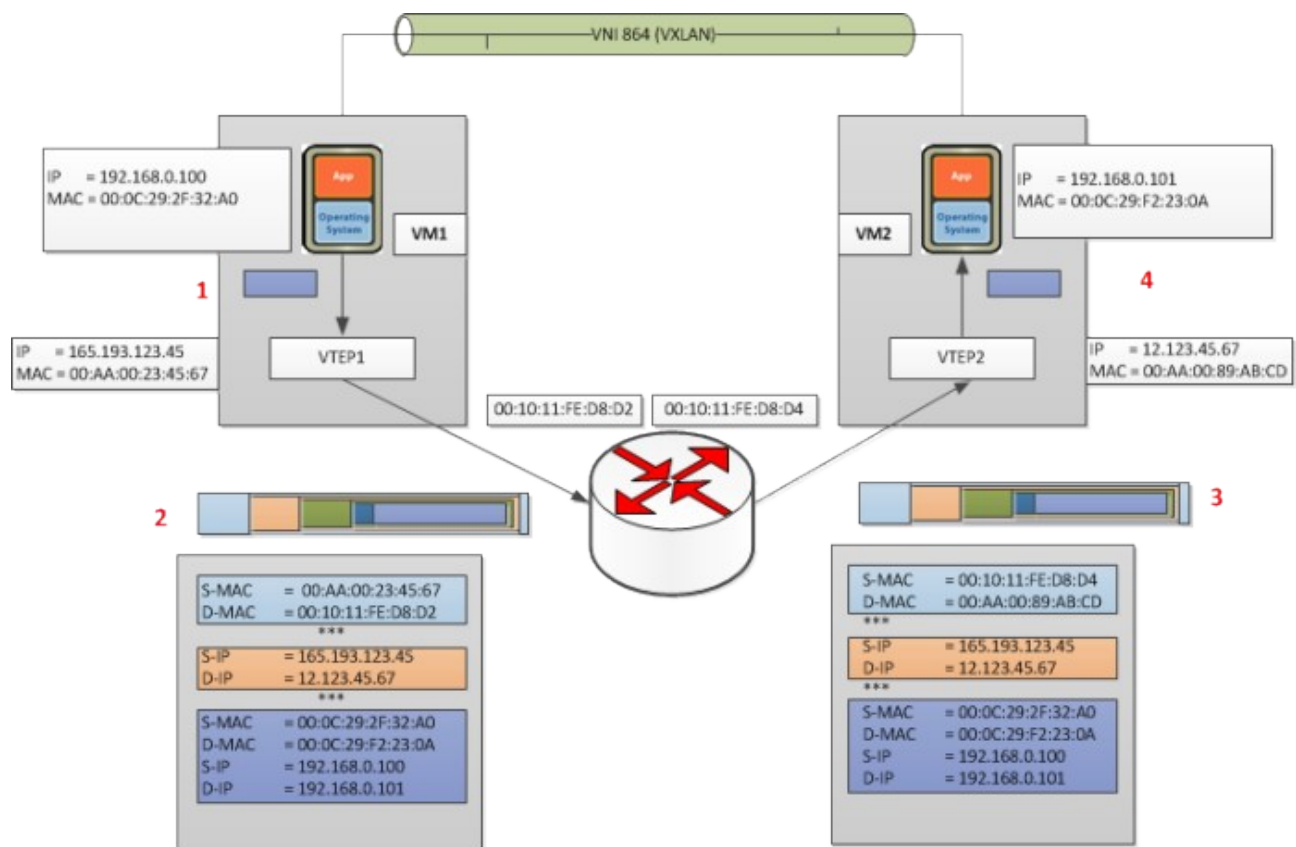 VNI 864 (VXLAN)
IP = 192.168.0.100
MAC = 00:0C:29:2F:32:A0
App
Operating
System
VM1
1
IP = 165.193.123.45
MAC = 00:AA:00:23:45:67
VTEP1
VM2
App
Operating
System
IP = 192.168.0.101
MAC = 00:0C:29:F2:23:0A
4
VTEP2
IP = 12.123.45.67
MAC = 00:AA:00:89:AB:CD
00:10:11:FE:D8:D2
00:10:11:FE:D8:D4
2
S-MAC = 00:AA:00:23:45:67
D-MAC = 00:10:11:FE:D8:D2
***
S-IP = 165.193.123.45
D-IP = 12.123.45.67
***
S-MAC = 00:0C:29:2F:32:A0
D-MAC = 00:0C:29:F2:23:0A
S-IP = 192.168.0.100
D-IP = 192.168.0.101
3
S-MAC = 00:10:11:FE:D8:D4
D-MAC = 00:AA:00:89:AB:CD
***
S-IP = 165.193.123.45
D-IP = 12.123.45.67
***
S-MAC = 00:0C:29:2F:32:A0
D-MAC = 00:0C:29:F2:23:0A
S-IP = 192.168.0.100
D-IP = 192.168.0.101